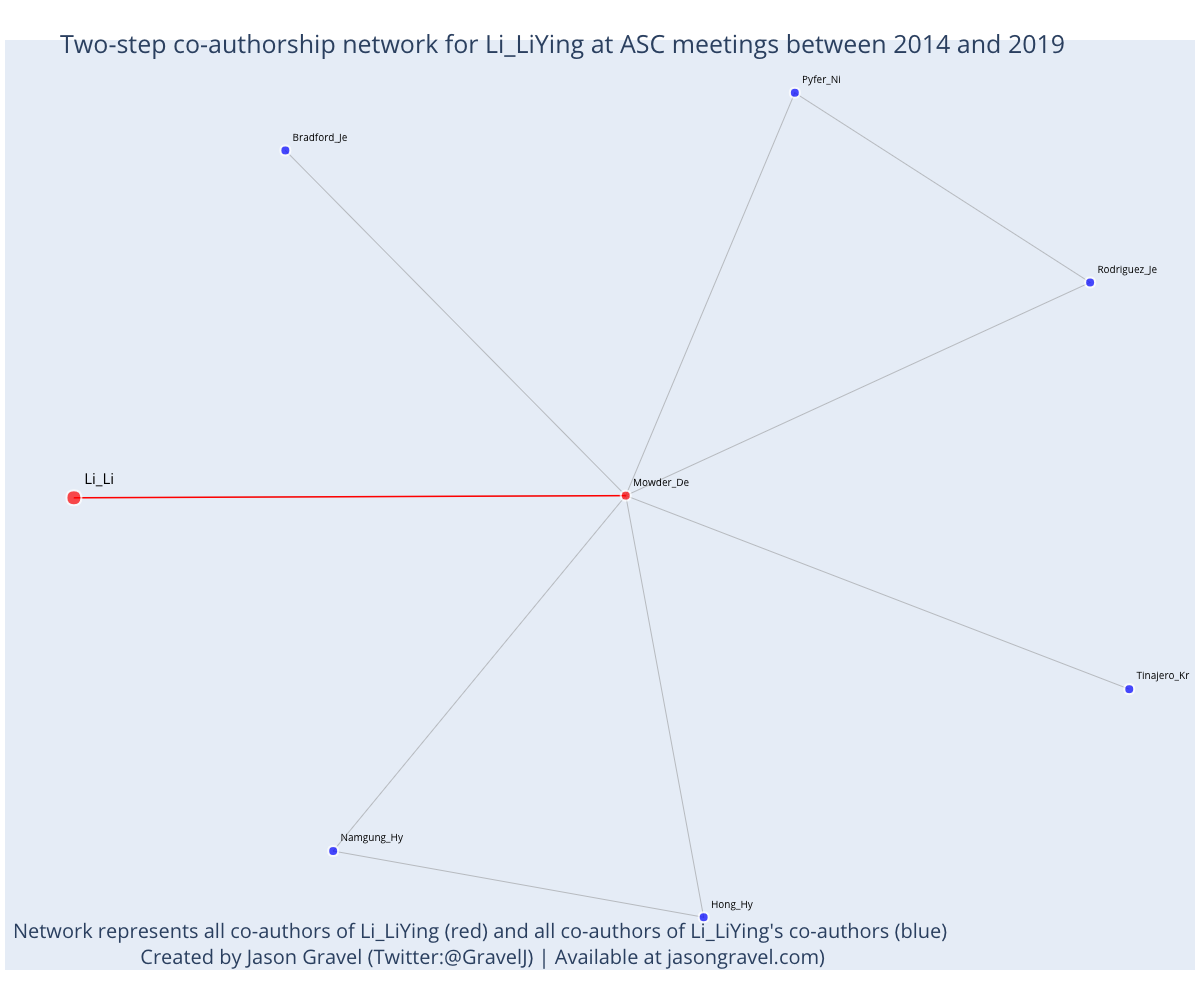 Two-step co-authorship network for Li_LiYing at ASC meetings between 2014 and 2019
Pyfer_Ni
Bradford_Je
Rodriguez_Je
Li_Li
Mowder_De
Tinajero_Kr
Namgung_Hy
Hong_Hy
Network represents all co-authors of Li_LiYing (red) and all co-authors of Li_LiYing's co-authors (blue)
Created by Jason Gravel (Twitter:@GravelJ) | Available at jasongravel.com)